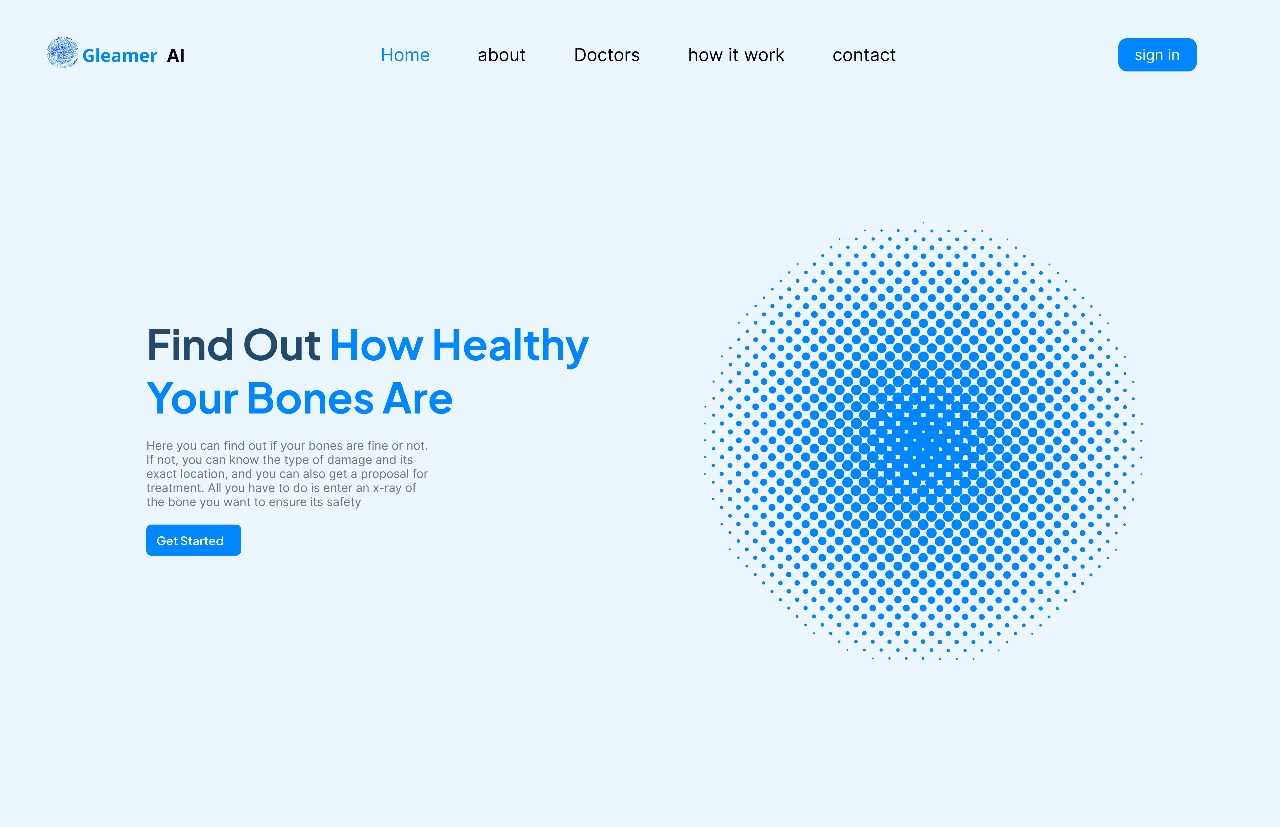 Gleamer AI
Home
about
Doctors
how it work
contact
sign in
Find Out How Healthy
Your Bones Are
Here you can find out if your bones are fine or not.
If not, you can know the type of damage and its
exact location, and you can also get a proposal for
treatment. All you have to do is enter an x-ray of
the bone you want to ensure its safety
Get Started